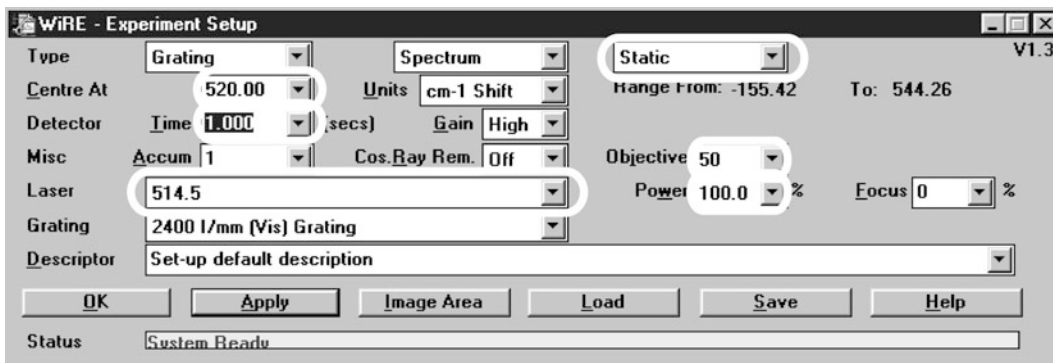 WiRE - Experiment Setup
Type Grating Spectrum Static V1.3
Centre At 520.00 Units cm-1 Shift Range From: -155.42 To: 544.26
Detector Time 1.000 (secs) Gain High
Misc Accum 1 Cos.Ray Rem. Off Objective 50
Laser 514.5 Power 100.0 % Focus 0 %
Grating 2400 l/mm (Vis) Grating
Descriptor Set-up default description
OK Apply Image Area Load Save Help
Status System Ready